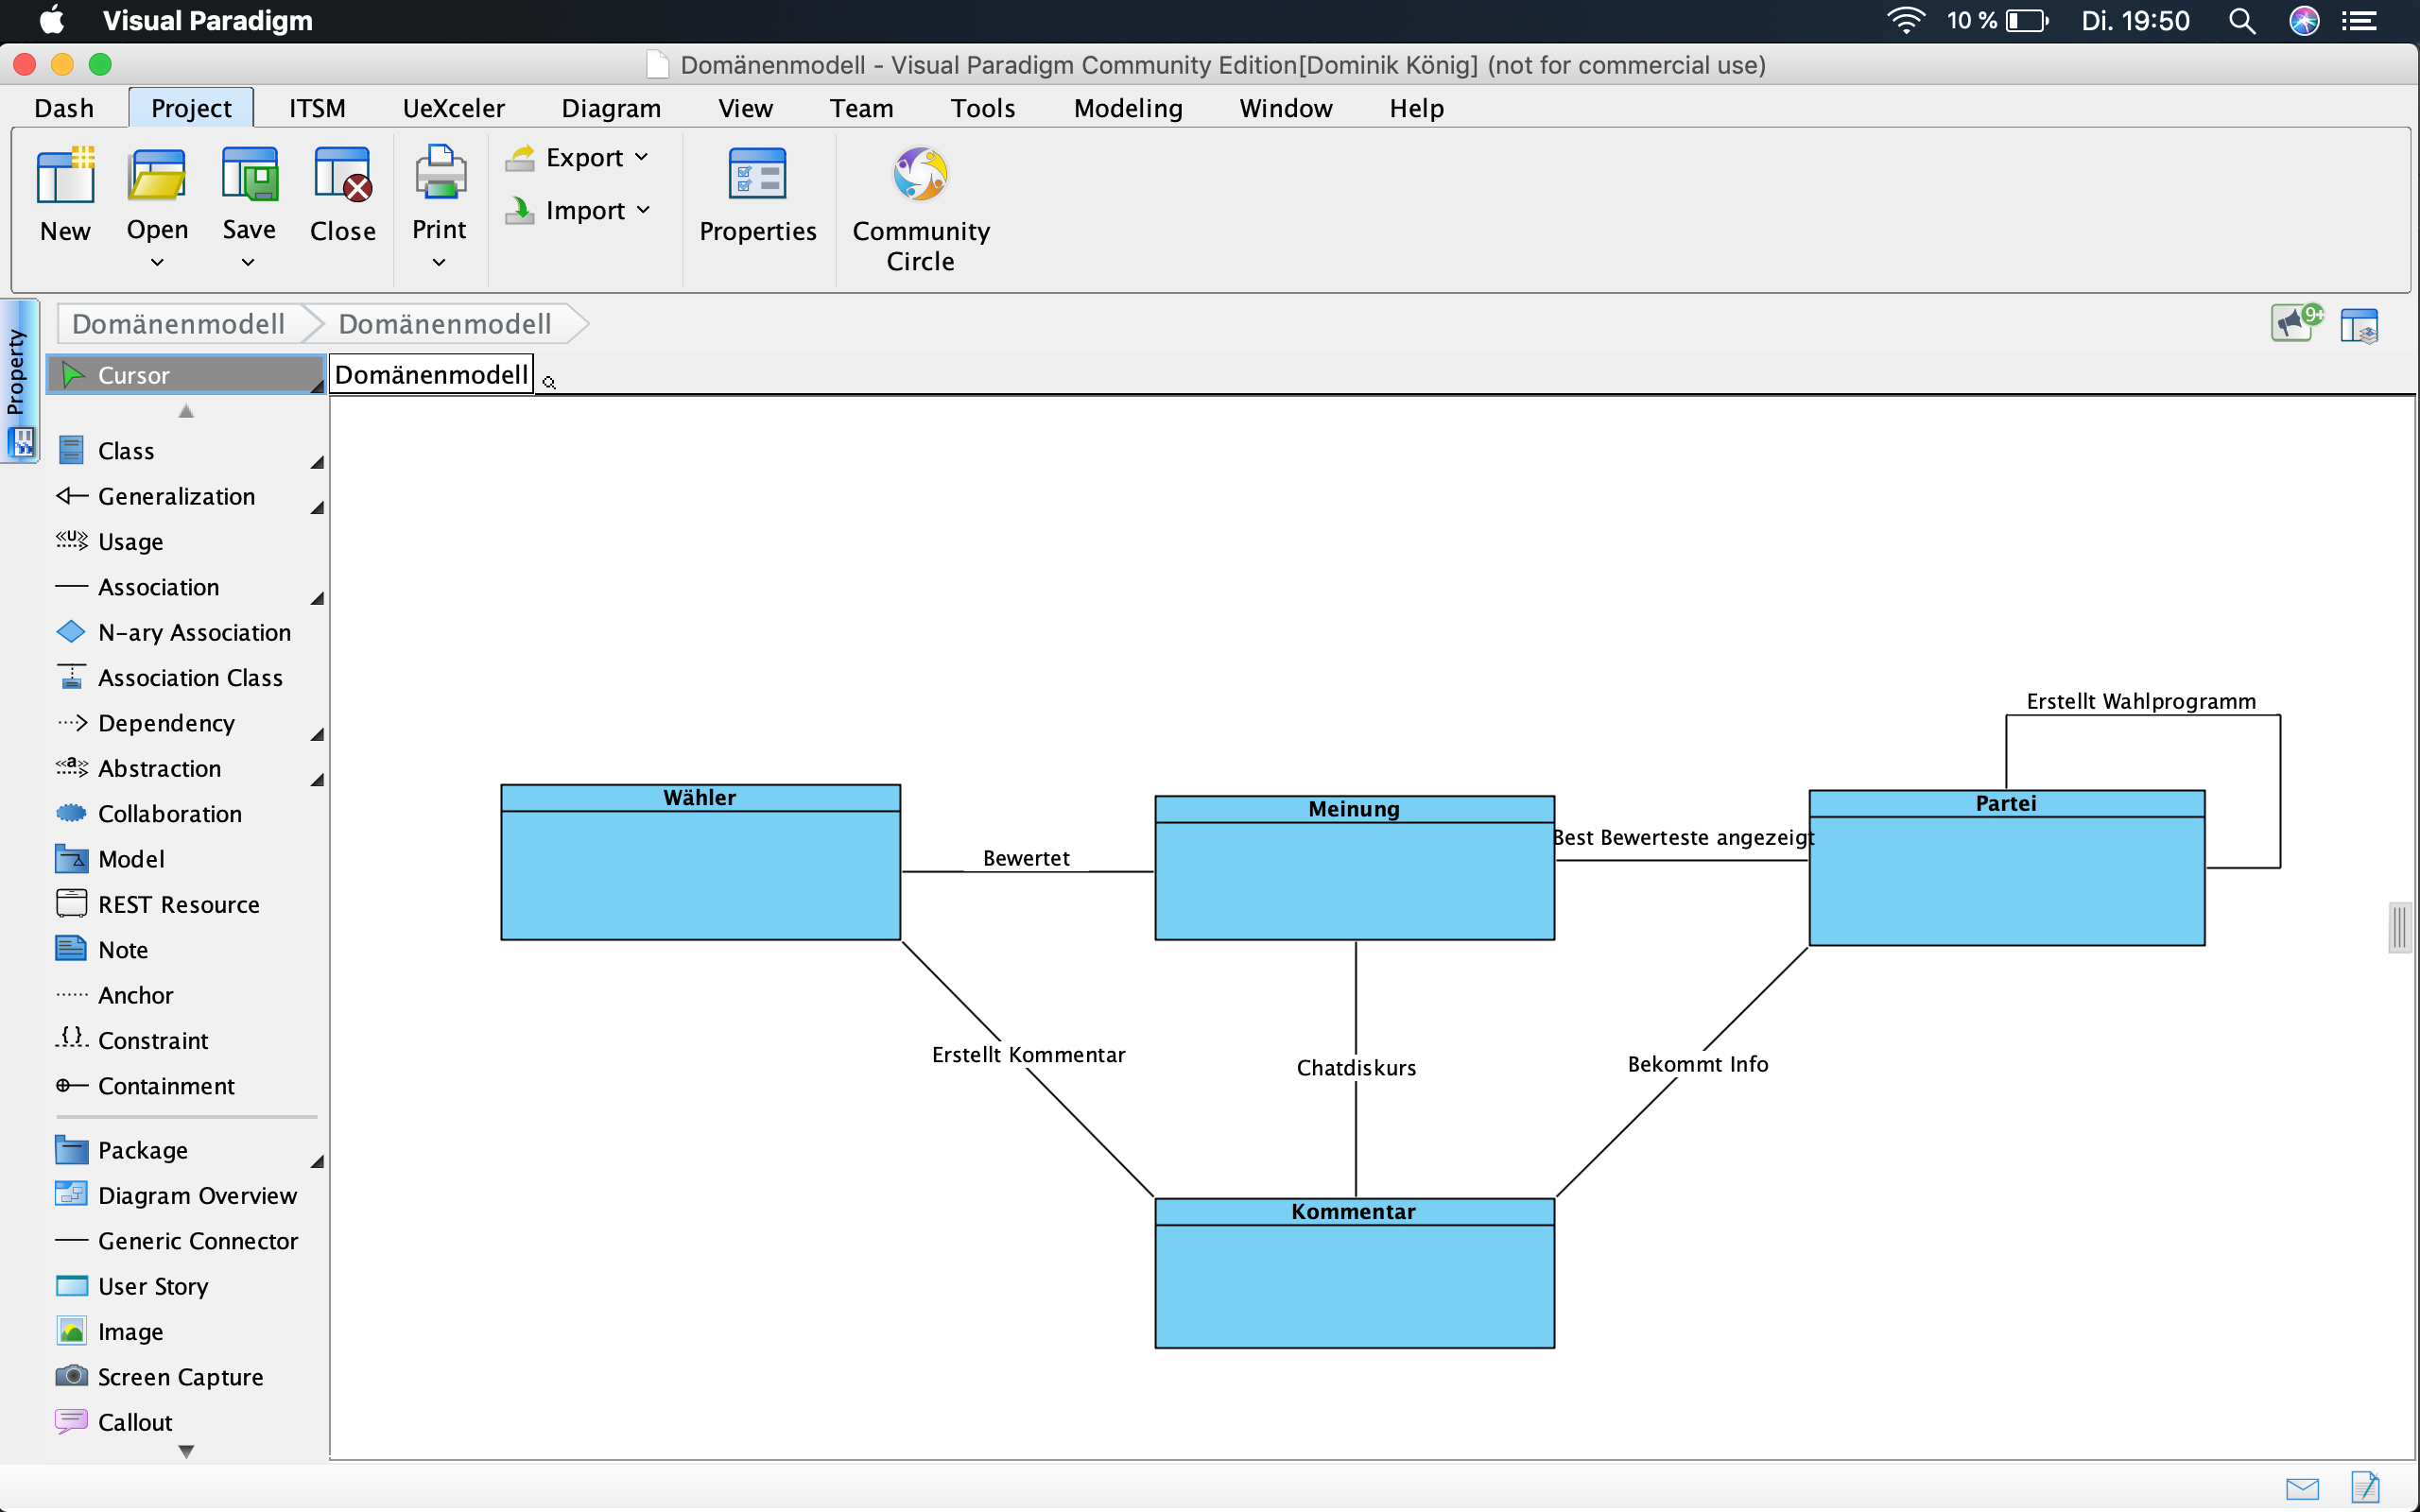 Visual Paradigm
10 %
Di. 19:50
Domänenmodell - Visual Paradigm Community Edition[Dominik König] (not for commercial use)
Dash
Project
ITSM
UeXceler
Diagram
View
Team
Tools
Modeling
Window
Help
New
Open
Save
Close
Print
Export
Import
Properties
Community
Circle
Property
Domänenmodell
Domänenmodell
9+
Cursor
Domänenmodell
Class
Generalization
«U» Usage
Association
N-ary Association
Association Class
Dependency
«a» Abstraction
Collaboration
Model
REST Resource
Note
Anchor
{} Constraint
Containment
Package
Diagram Overview
Generic Connector
User Story
Image
Screen Capture
Callout
Erstellt Wahlprogramm
Wähler
Meinung
Partei
Bewertet
Best Bewerteste angezeigt
Erstellt Kommentar
Chatdiskurs
Bekommt Info
Kommentar